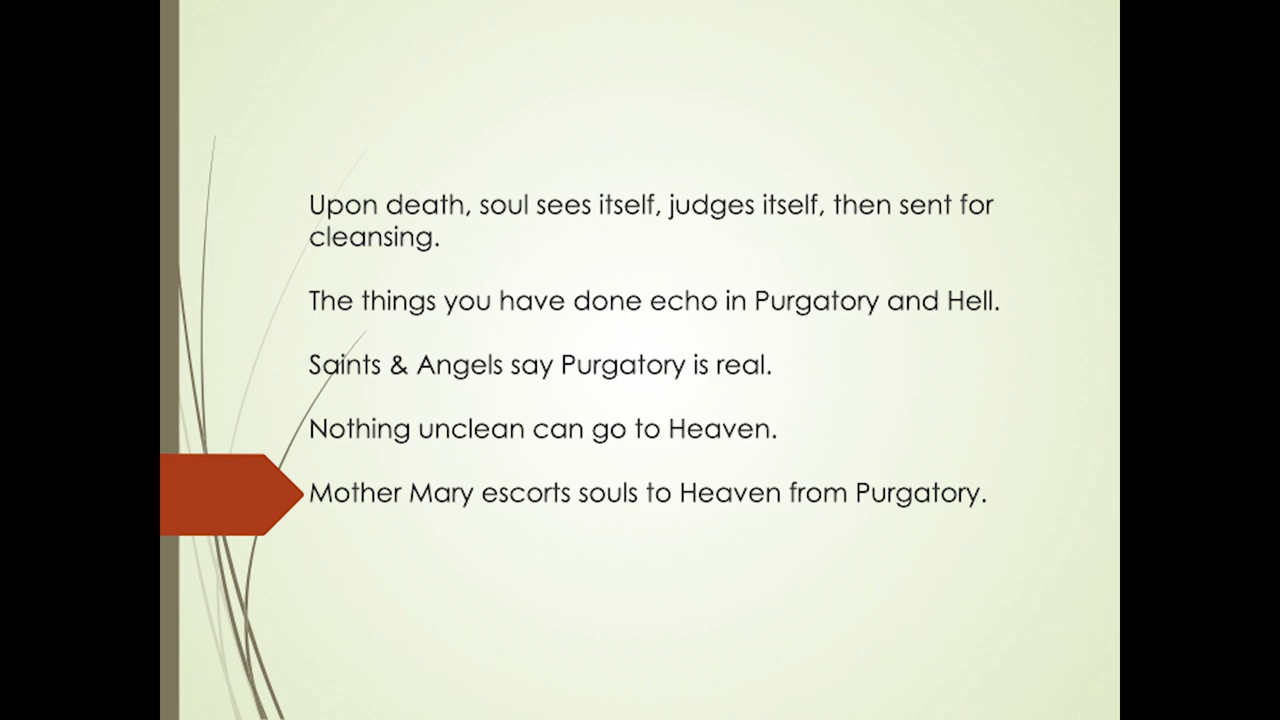 Upon death, soul sees itself, judges itself, then sent for
cleansing.
The things you have done echo in Purgatory and Hell.
Saints & Angels say Purgatory is real.
Nothing unclean can go to Heaven.
Mother Mary escorts souls to Heaven from Purgatory.